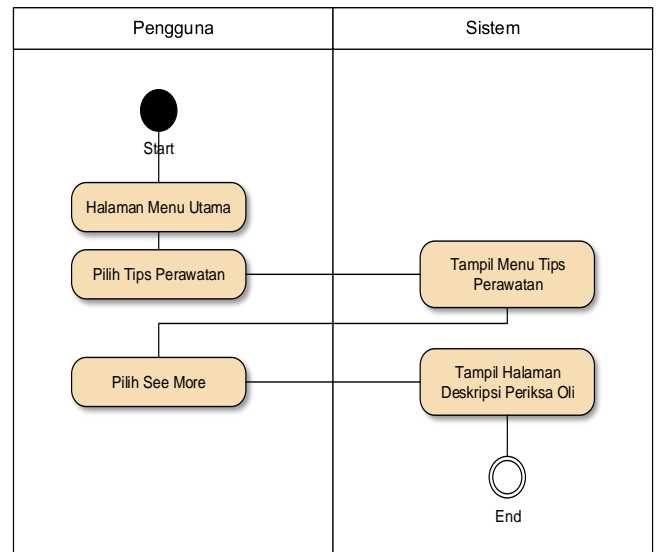 Pengguna
Sistem
Start
Halaman Menu Utama
Pilih Tips Perawatan
Tampil Menu Tips
Perawatan
Pilih See More
Tampil Halaman
Deskripsi Periksa Oli
End